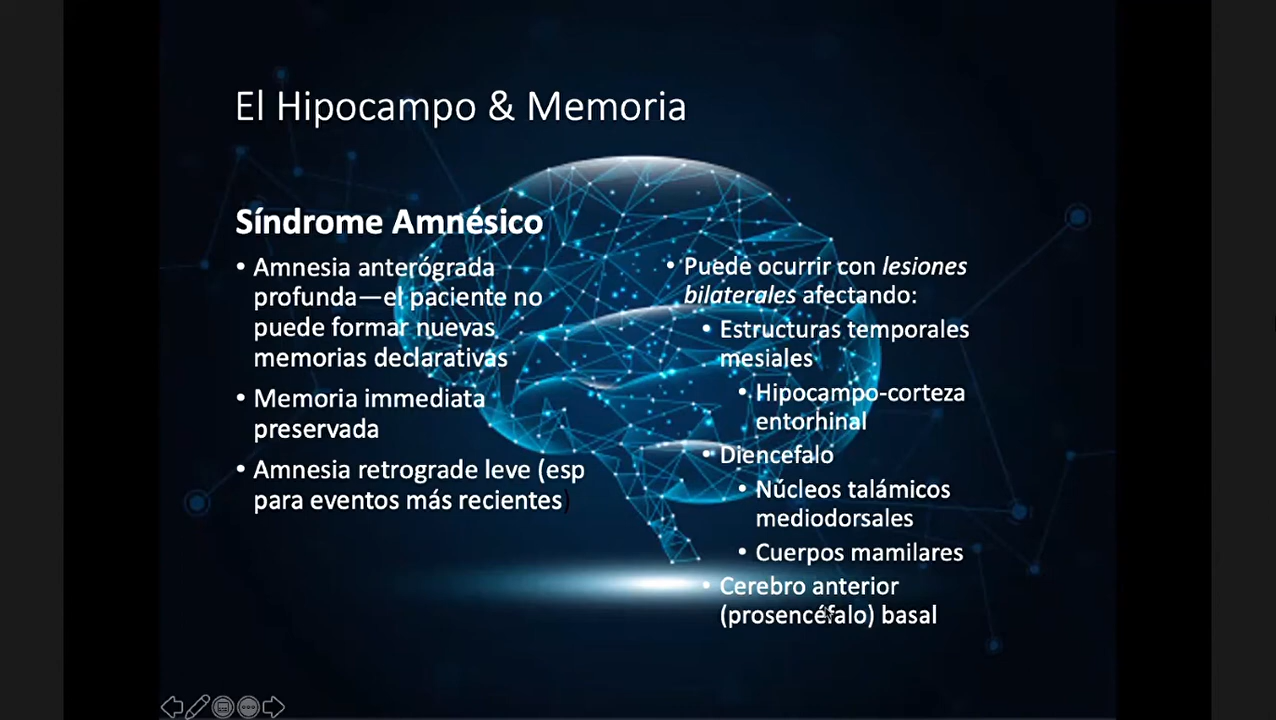 El Hipocampo & Memoria
Síndrome Amnésico
• Amnesia anterógrada
profunda—el paciente no
puede formar nuevas
memorias declarativas
• Memoria immediata
preservada
• Amnesia retrograde leve (esp
para eventos más recientes)
• Puede ocurrir con lesiones
bilaterales afectando:
• Estructuras temporales
mesiales
• Hipocampo-corteza
entorhinal
• Diencefalo
• Núcleos talámicos
mediodorsales
• Cuerpos mamilares
• Cerebro anterior
(prosencéfalo) basal